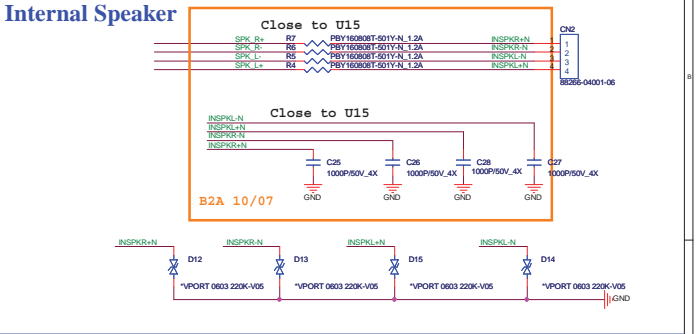 Internal Speaker
Close to U15
CN2
SPK_R+ R7 PBY160808T-501Y-N_1.2A INSPKR+N 1 1
SPK_R- R6 PBY160808T-501Y-N_1.2A INSPKR-N 2 2
SPK_L- R5 PBY160808T-501Y-N_1.2A INSPKL-N 3 3
SPK_L+ R4 PBY160808T-501Y-N_1.2A INSPKL+N 4 4
88266-04001-06
B
Close to U15
INSPKL-N
INSPKL+N
INSPKR-N
INSPKR+N
C25 C26 C28 C27
1000P/50V_4X 1000P/50V_4X 1000P/50V_4X 1000P/50V_4X
GND GND GND GND
B2A 10/07
INSPKR+N INSPKR-N INSPKL+N INSPKL-N
D12 D13 D15 D14
*VPORT 0603 220K-V05 *VPORT 0603 220K-V05 *VPORT 0603 220K-V05 *VPORT 0603 220K-V05
GND